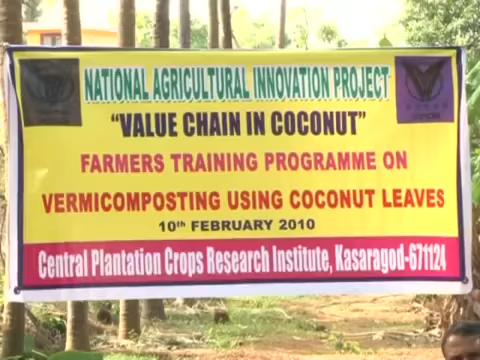 NATIONAL AGRICULTURAL INNOVATION PROJECT
"VALUE CHAIN IN COCONUT"
FARMERS TRAINING PROGRAMME ON
VERMICOMPOSTING USING COCONUT LEAVES
10th FEBRUARY 2010
Central Plantation Crops Research Institute, Kasaragod-671124